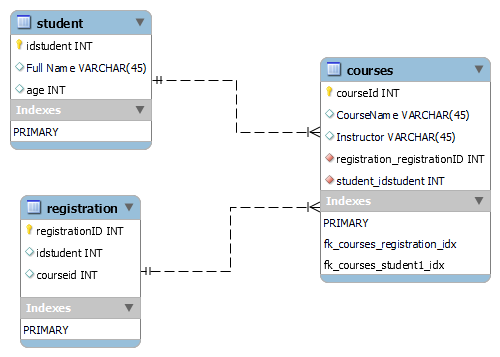 student
idstudent INT
Full Name VARCHAR(45)
age INT
Indexes
PRIMARY
courses
courseId INT
CourseName VARCHAR(45)
Instructor VARCHAR(45)
registration_registrationID INT
student_idstudent INT
Indexes
PRIMARY
fk_courses_registration_idx
fk_courses_student1_idx
registration
registrationID INT
idstudent INT
courseid INT
Indexes
PRIMARY